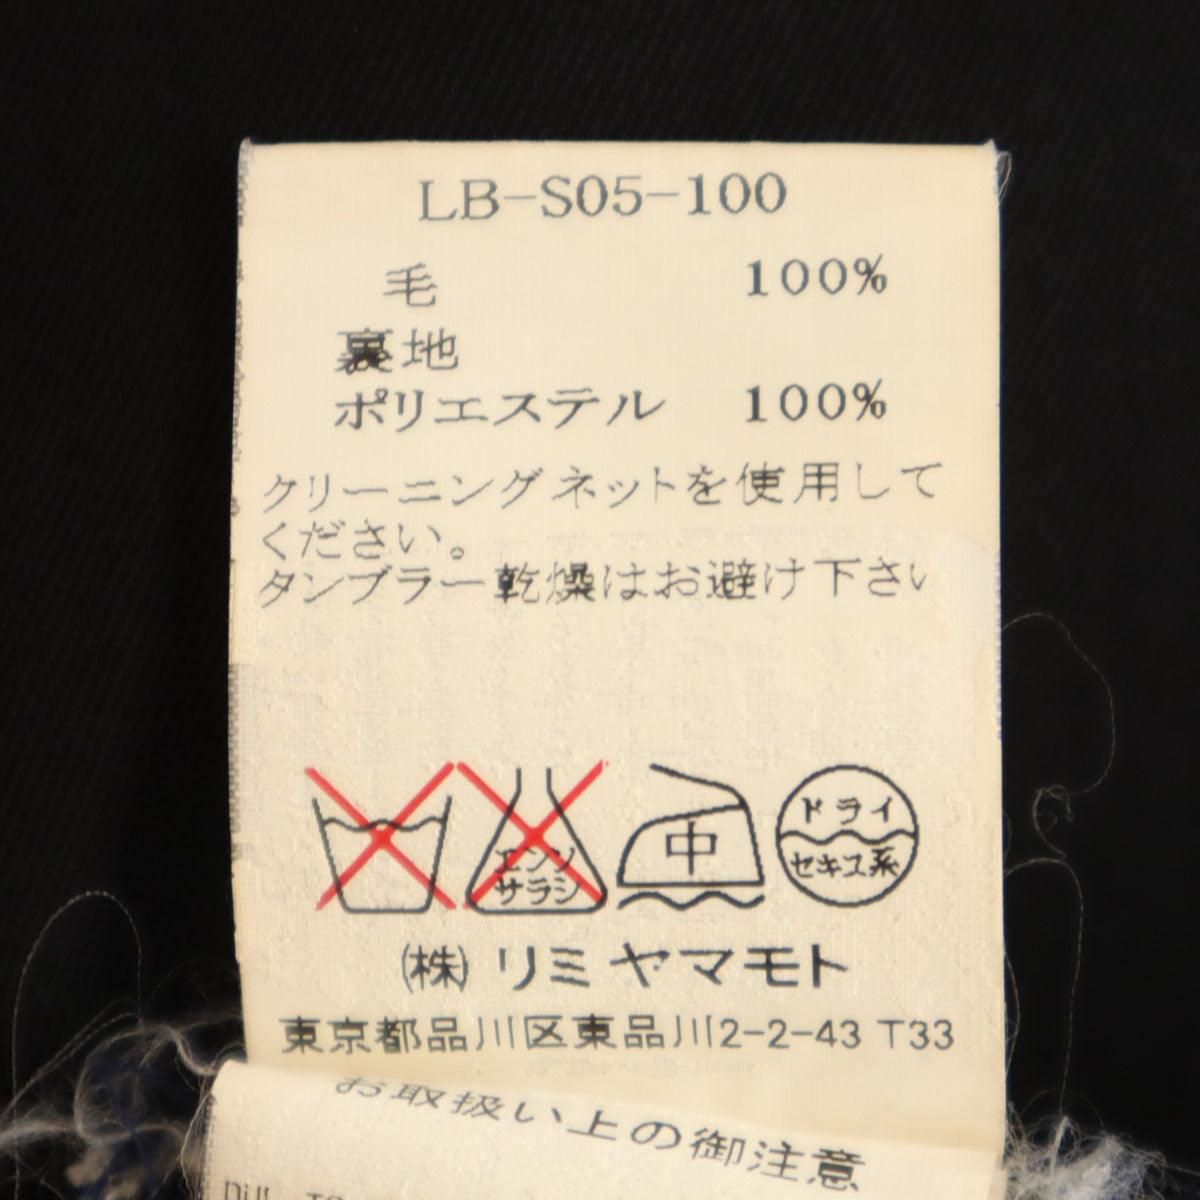 LB-S05-100
毛 100%
裏地
ポリエステル 100%
クリーニングネットを使用して
ください。
タンブラー乾燥はお避け下さい
エンソ
サラシ
中
ドライ
セキユ系
(株) リミヤマモト
東京都品川区東品川2-2-43 T33
お取扱い上の御注意